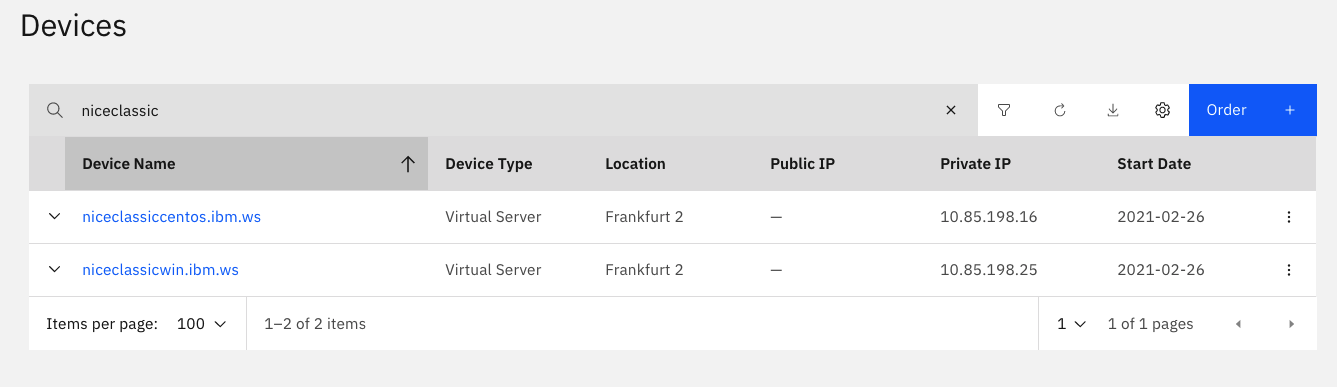 Devices
niceclassic
Order +
Device Name Device Type Location Public IP Private IP Start Date
niceclassiccentos.ibm.ws Virtual Server Frankfurt 2 — 10.85.198.16 2021-02-26
niceclassicwin.ibm.ws Virtual Server Frankfurt 2 — 10.85.198.25 2021-02-26
Items per page: 100 1–2 of 2 items 1 1 of 1 pages